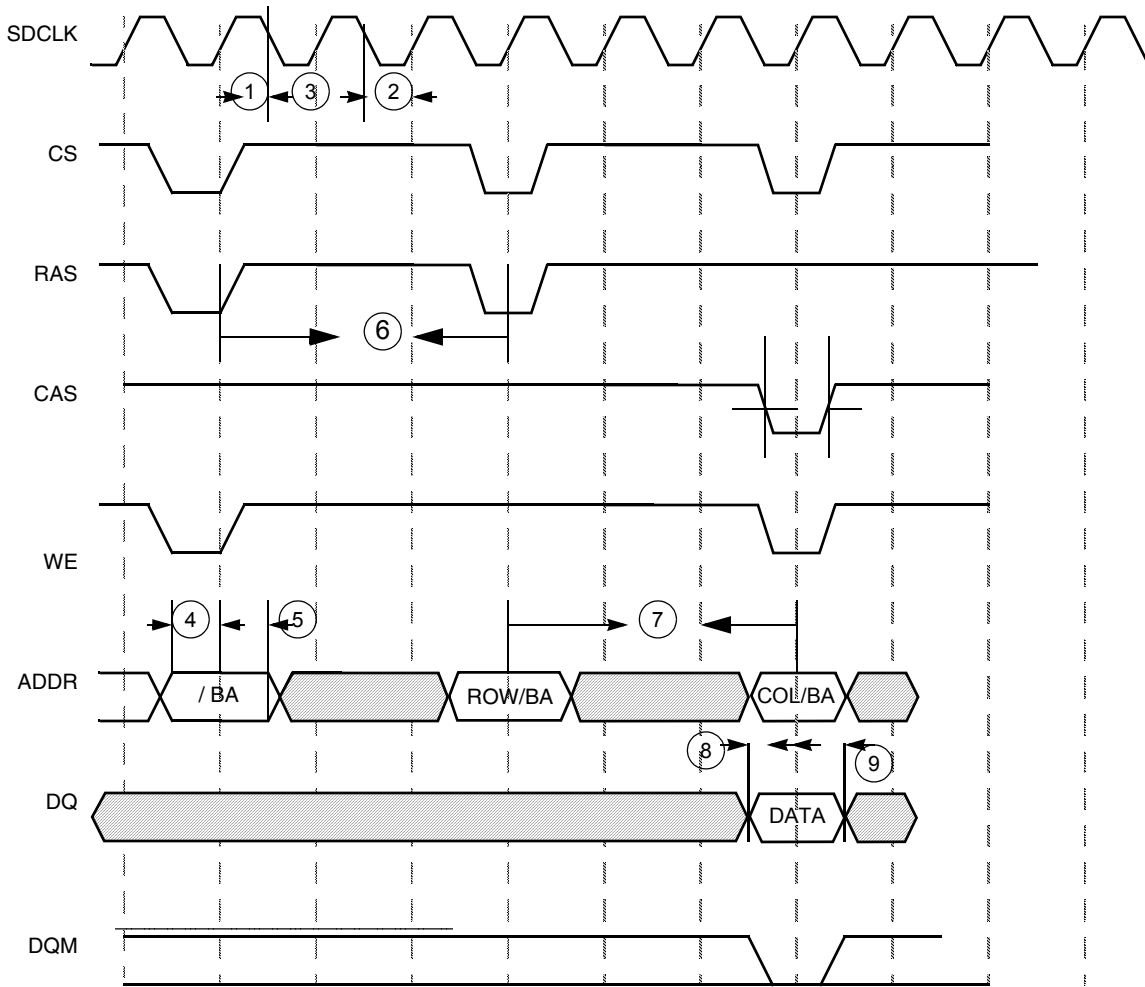 SDCLK
1 3 2
CS
RAS
6
CAS
WE
4 5 7
ADDR / BA ROW/BA COL/BA
8 9
DQ DATA
DQM